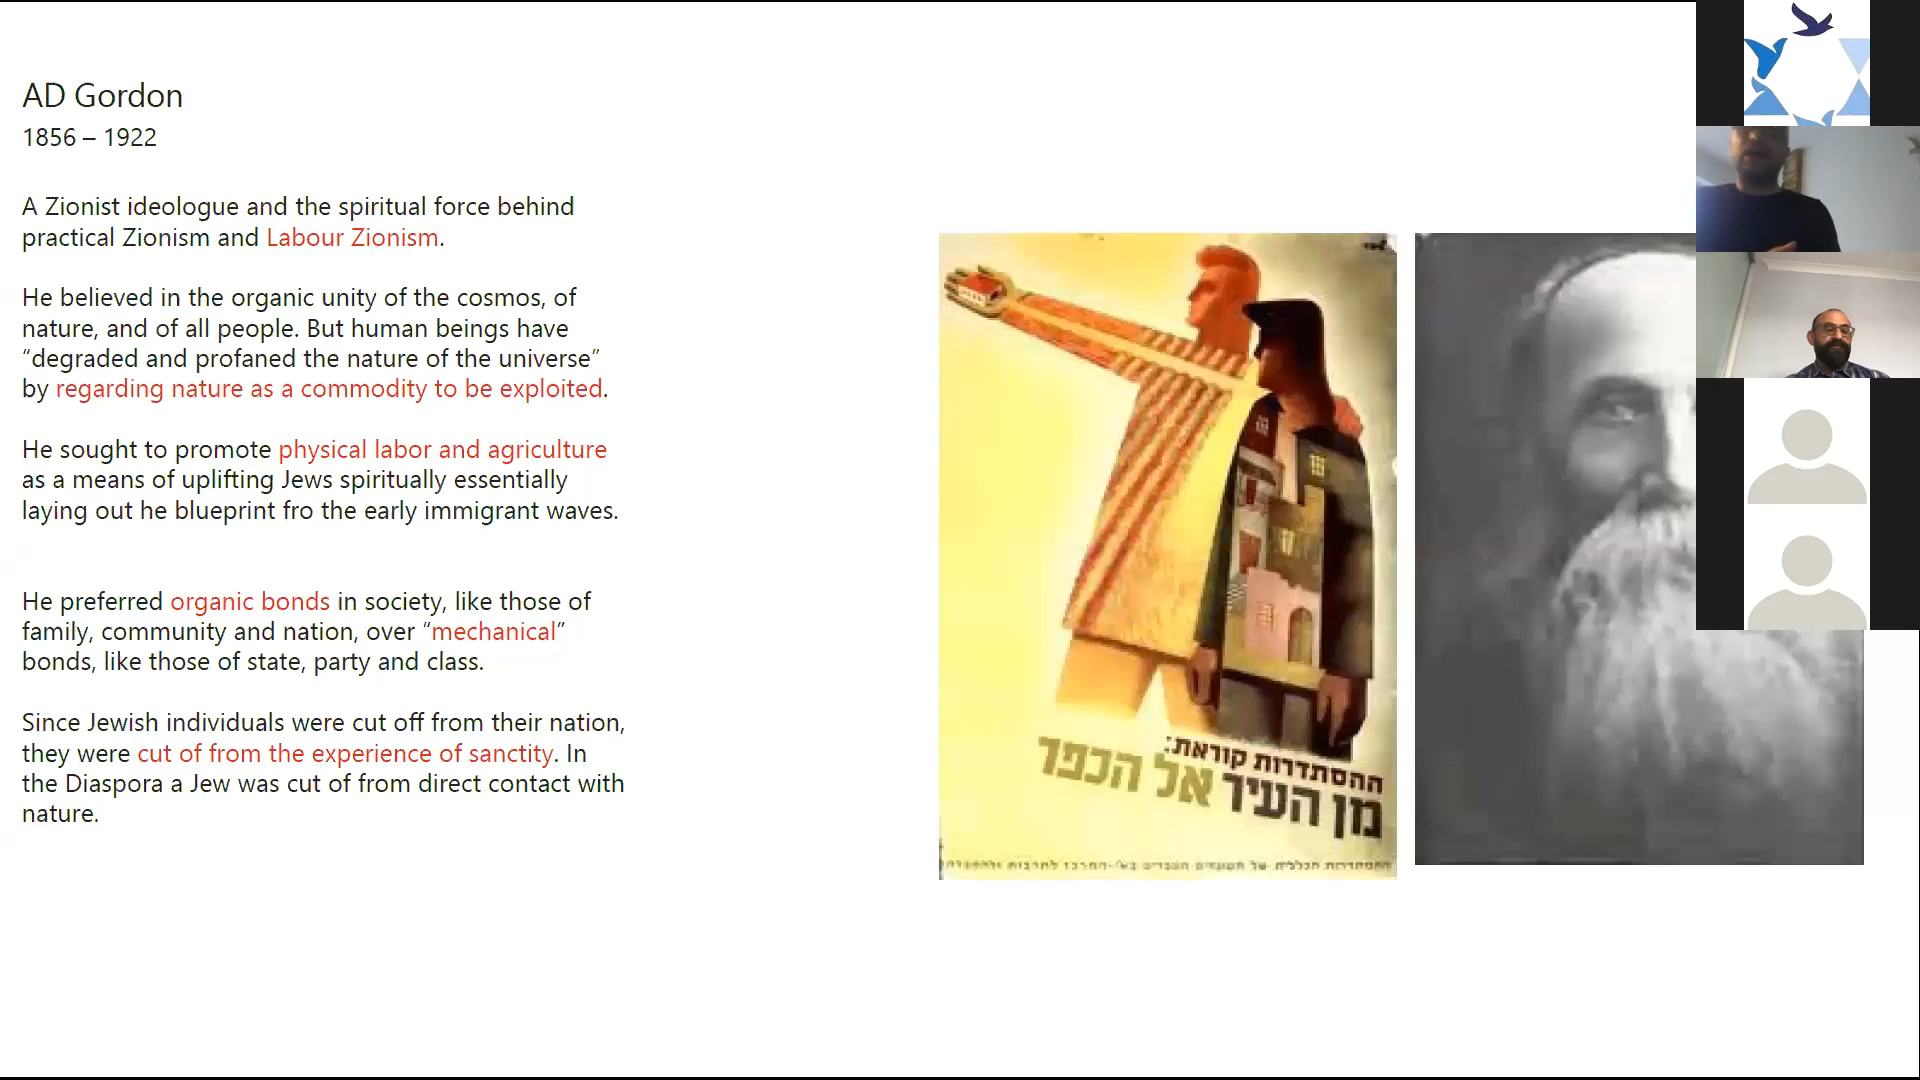 AD Gordon
1856 – 1922
A Zionist ideologue and the spiritual force behind
practical Zionism and Labour Zionism.
He believed in the organic unity of the cosmos, of
nature, and of all people. But human beings have
“degraded and profaned the nature of the universe”
by regarding nature as a commodity to be exploited.
He sought to promote physical labor and agriculture
as a means of uplifting Jews spiritually essentially
laying out he blueprint fro the early immigrant waves.
He preferred organic bonds in society, like those of
family, community and nation, over “mechanical”
bonds, like those of state, party and class.
Since Jewish individuals were cut off from their nation,
they were cut of from the experience of sanctity. In
the Diaspora a Jew was cut of from direct contact with
nature.
ההסתדרות קוראת:
מן העיר אל הכפר